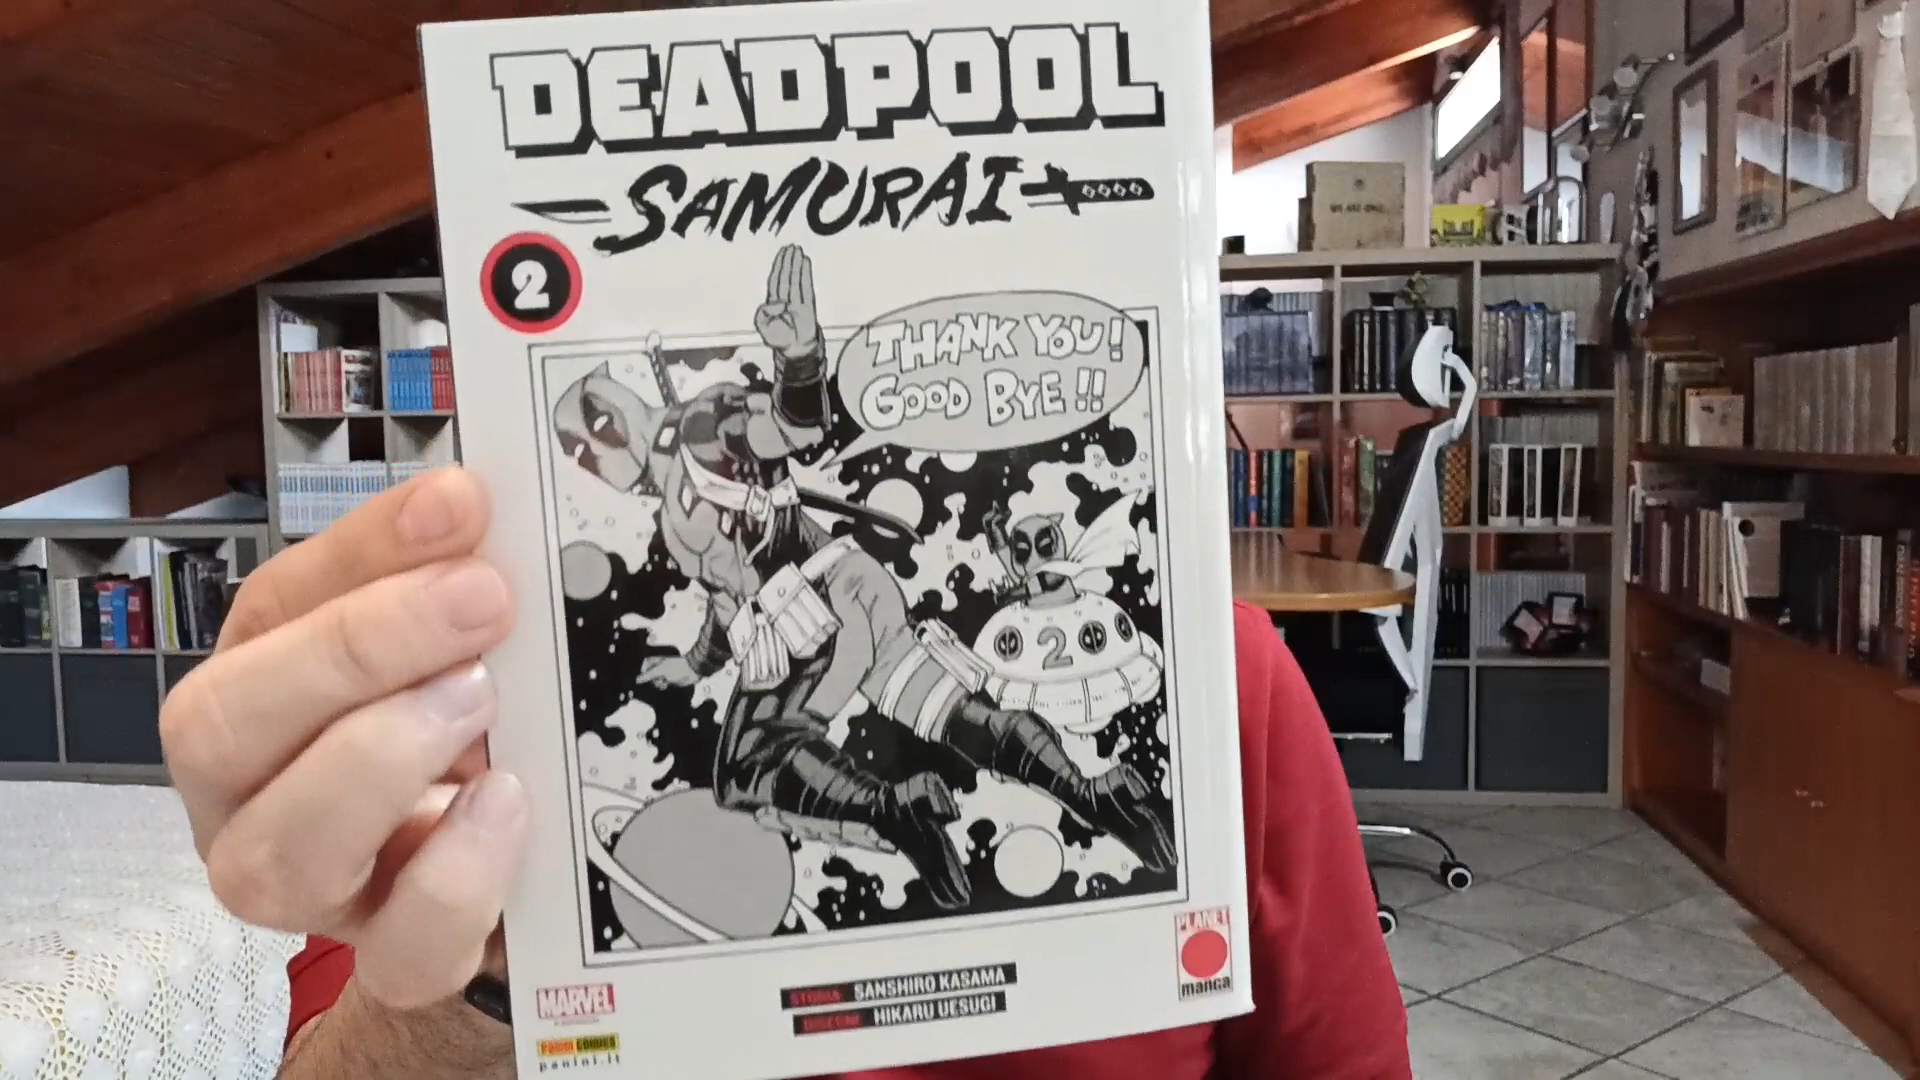 DEADPOOL
SAMURAI
2
THANK YOU!
GOOD BYE!!
2
STORIA SANSHIRO KASAMA
DISEGNI HIKARU UESUGI
MARVEL
PANINI COMICS
panini.it
PLANET
manga